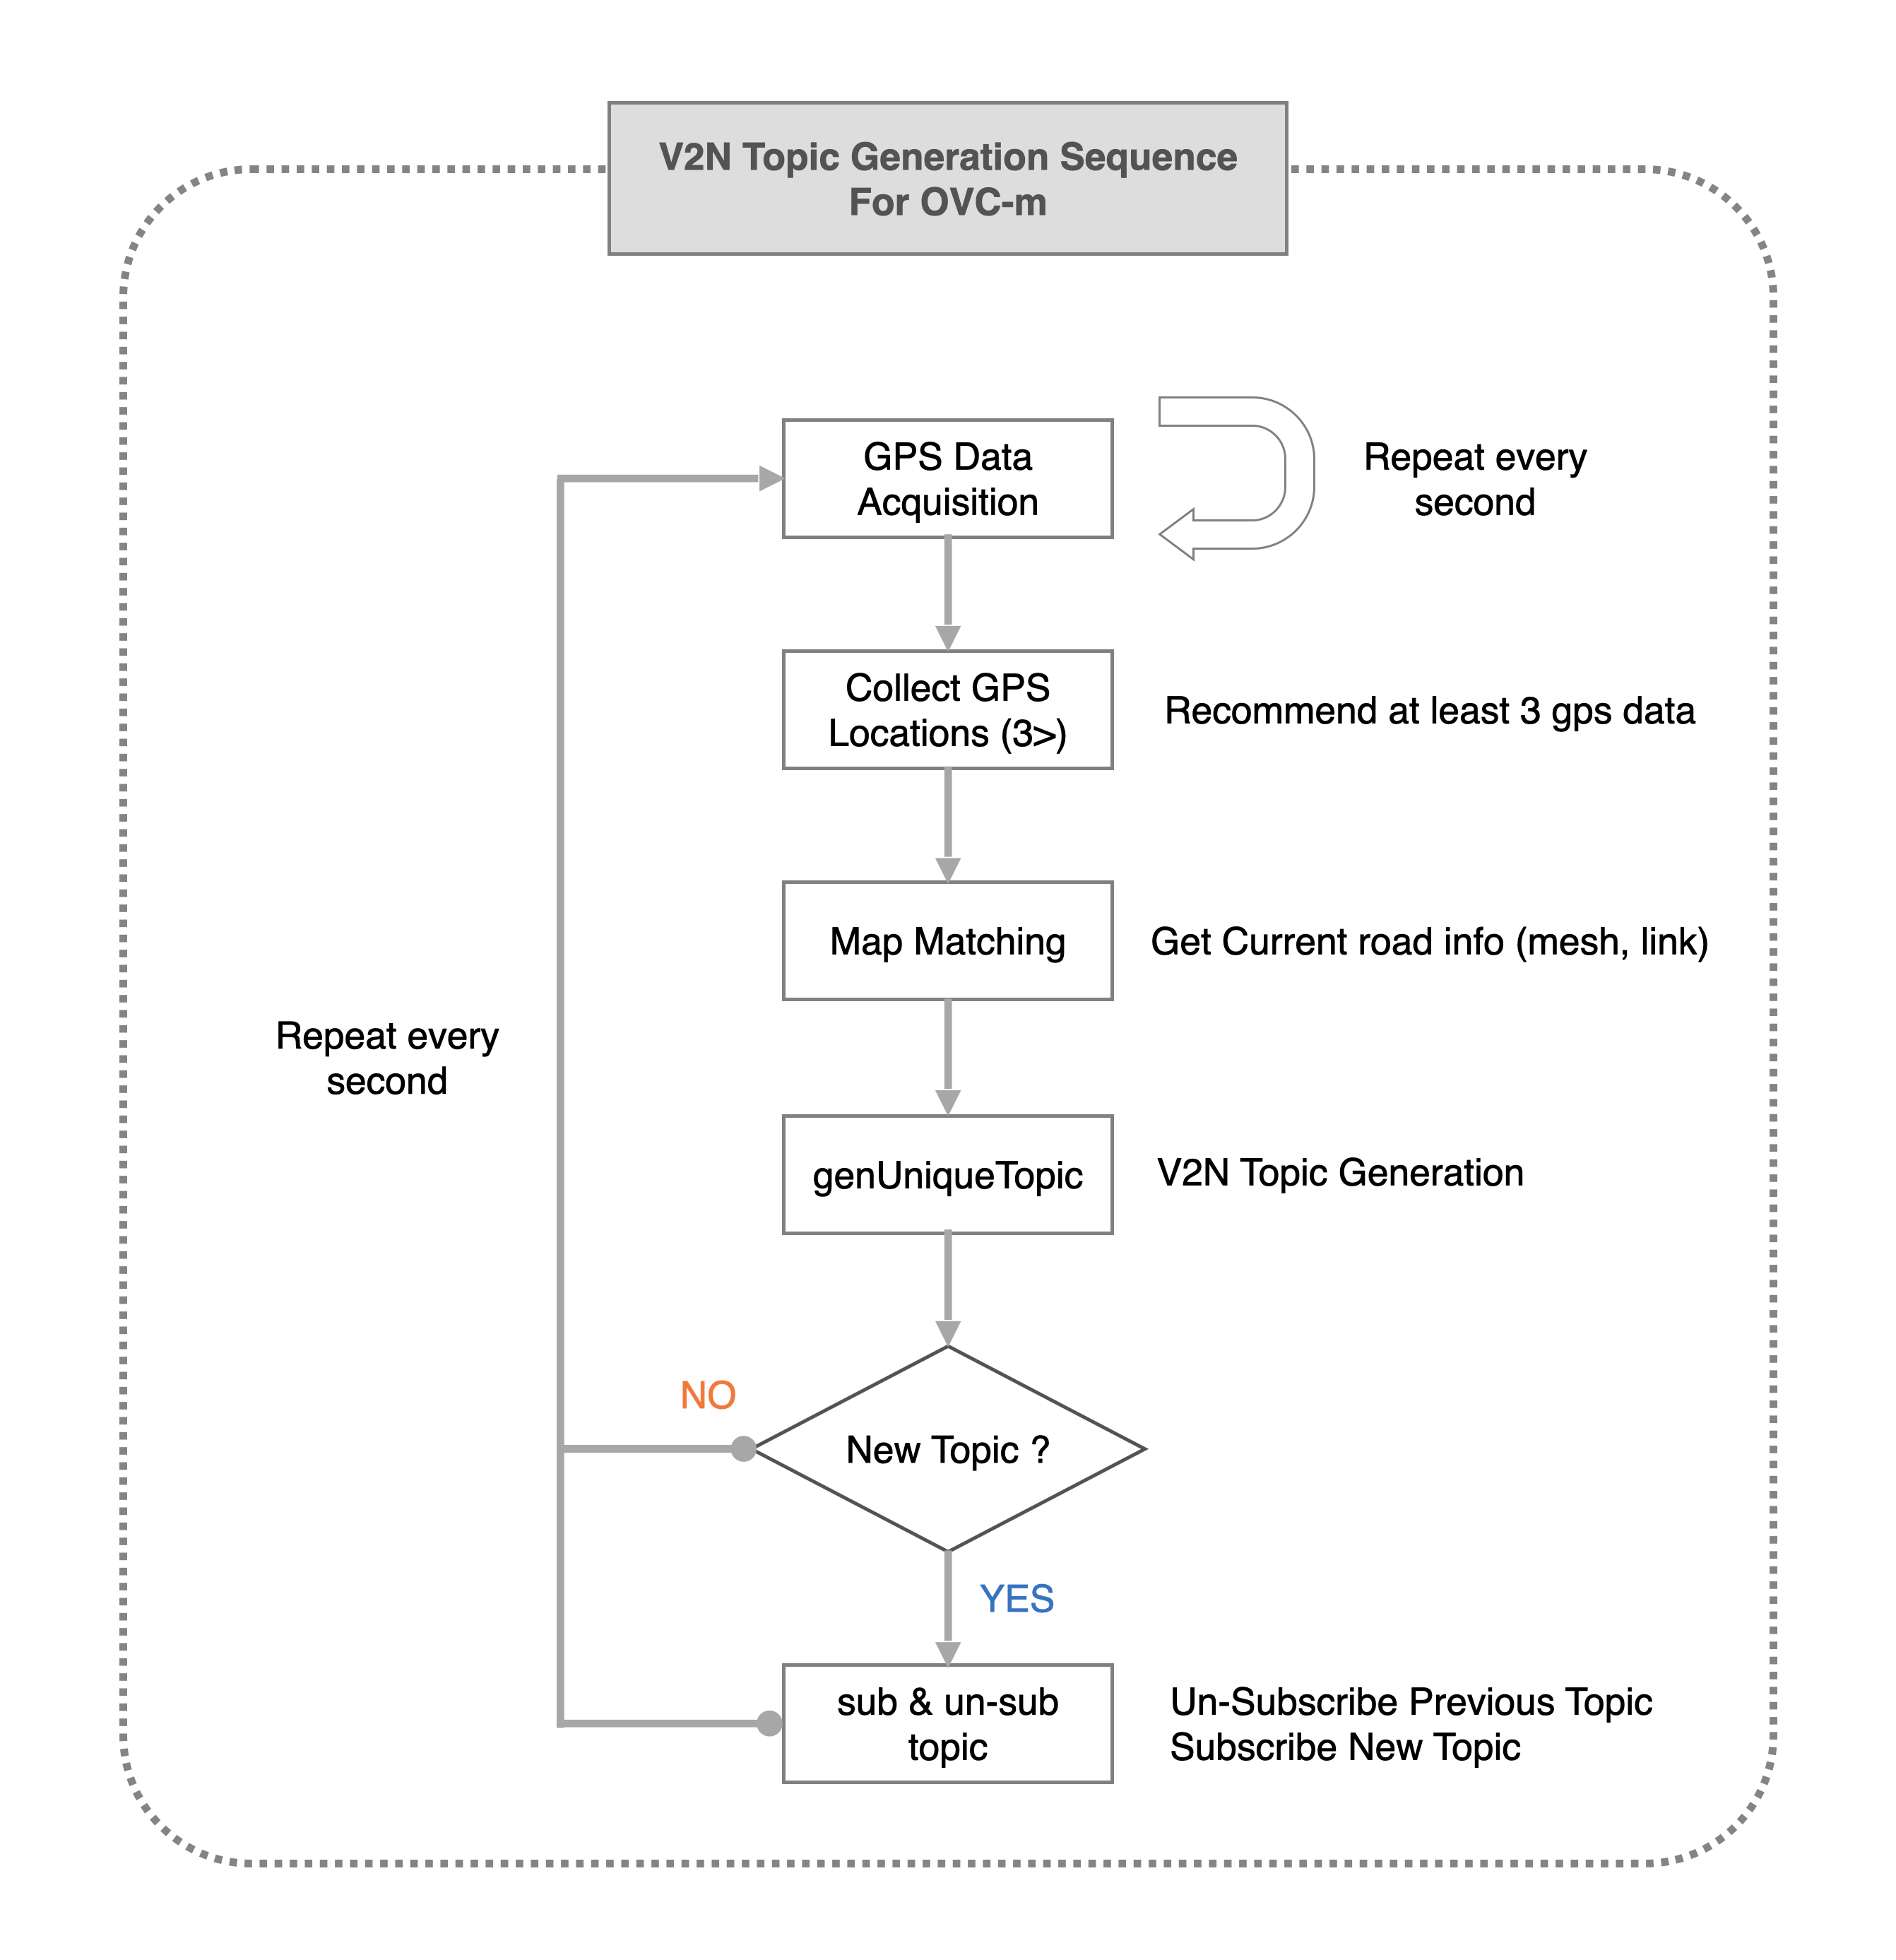 V2N Topic Generation Sequence
For OVC-m
GPS Data
Acquisition
Repeat every
second
Collect GPS
Locations (3>)
Recommend at least 3 gps data
Map Matching
Get Current road info (mesh, link)
Repeat every
second
genUniqueTopic
V2N Topic Generation
NO
New Topic ?
YES
sub & un-sub
topic
Un-Subscribe Previous Topic
Subscribe New Topic